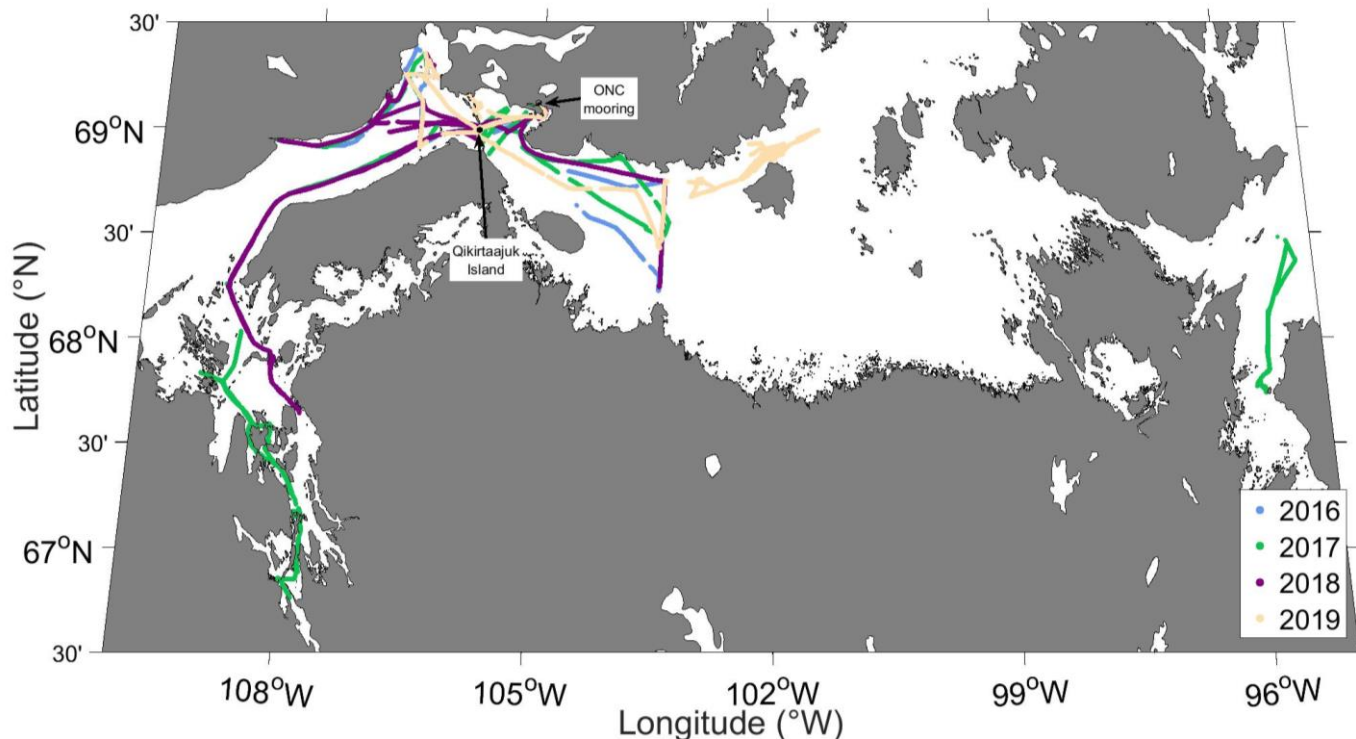 30'
69°N
30'
68°N
30'
67°N
30'
Latitude (°N)
ONC
mooring
Qikirtaajuk
Island
2016
2017
2018
2019
108°W
105°W
102°W
99°W
96°W
Longitude (°W)